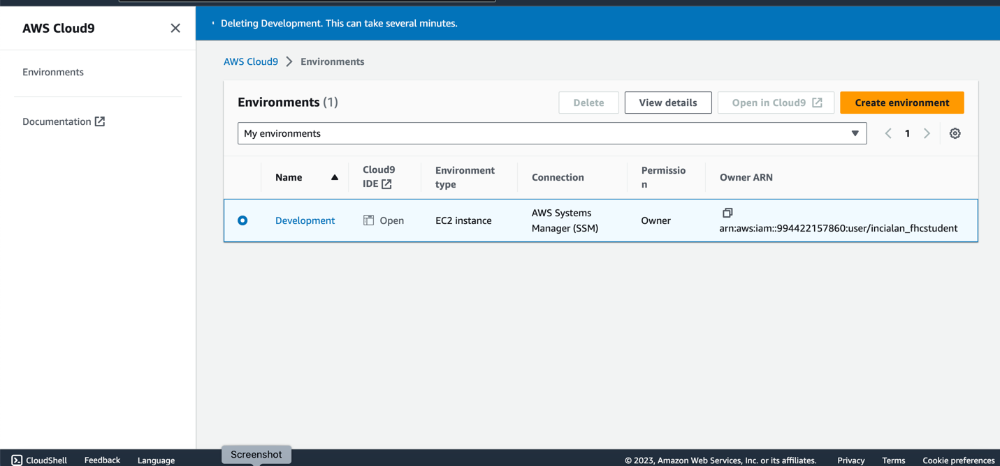 AWS Cloud9
Deleting Development. This can take several minutes.
Environments
Documentation
AWS Cloud9 > Environments
Environments (1)
Delete
View details
Open in Cloud9
Create environment
My environments
1
Name
Cloud9
IDE
Environment
type
Connection
Permissio
n
Owner ARN
Development
Open
EC2 instance
AWS Systems
Manager (SSM)
Owner
arn:aws:iam::994422157860:user/incialan_fhcstudent
Screenshot
CloudShell
Feedback
Language
© 2023, Amazon Web Services, Inc. or its affiliates.
Privacy
Terms
Cookie preferences